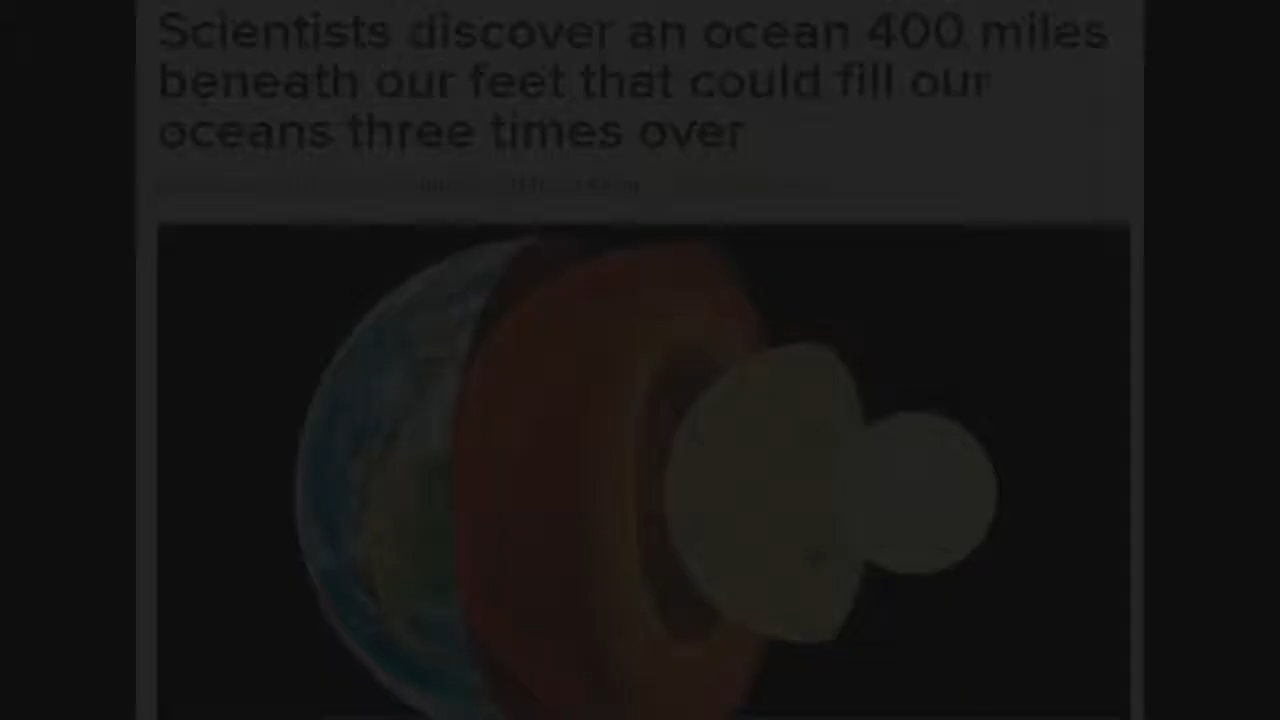 Scientists discover an ocean 400 miles
beneath our feet that could fill our
oceans three times over